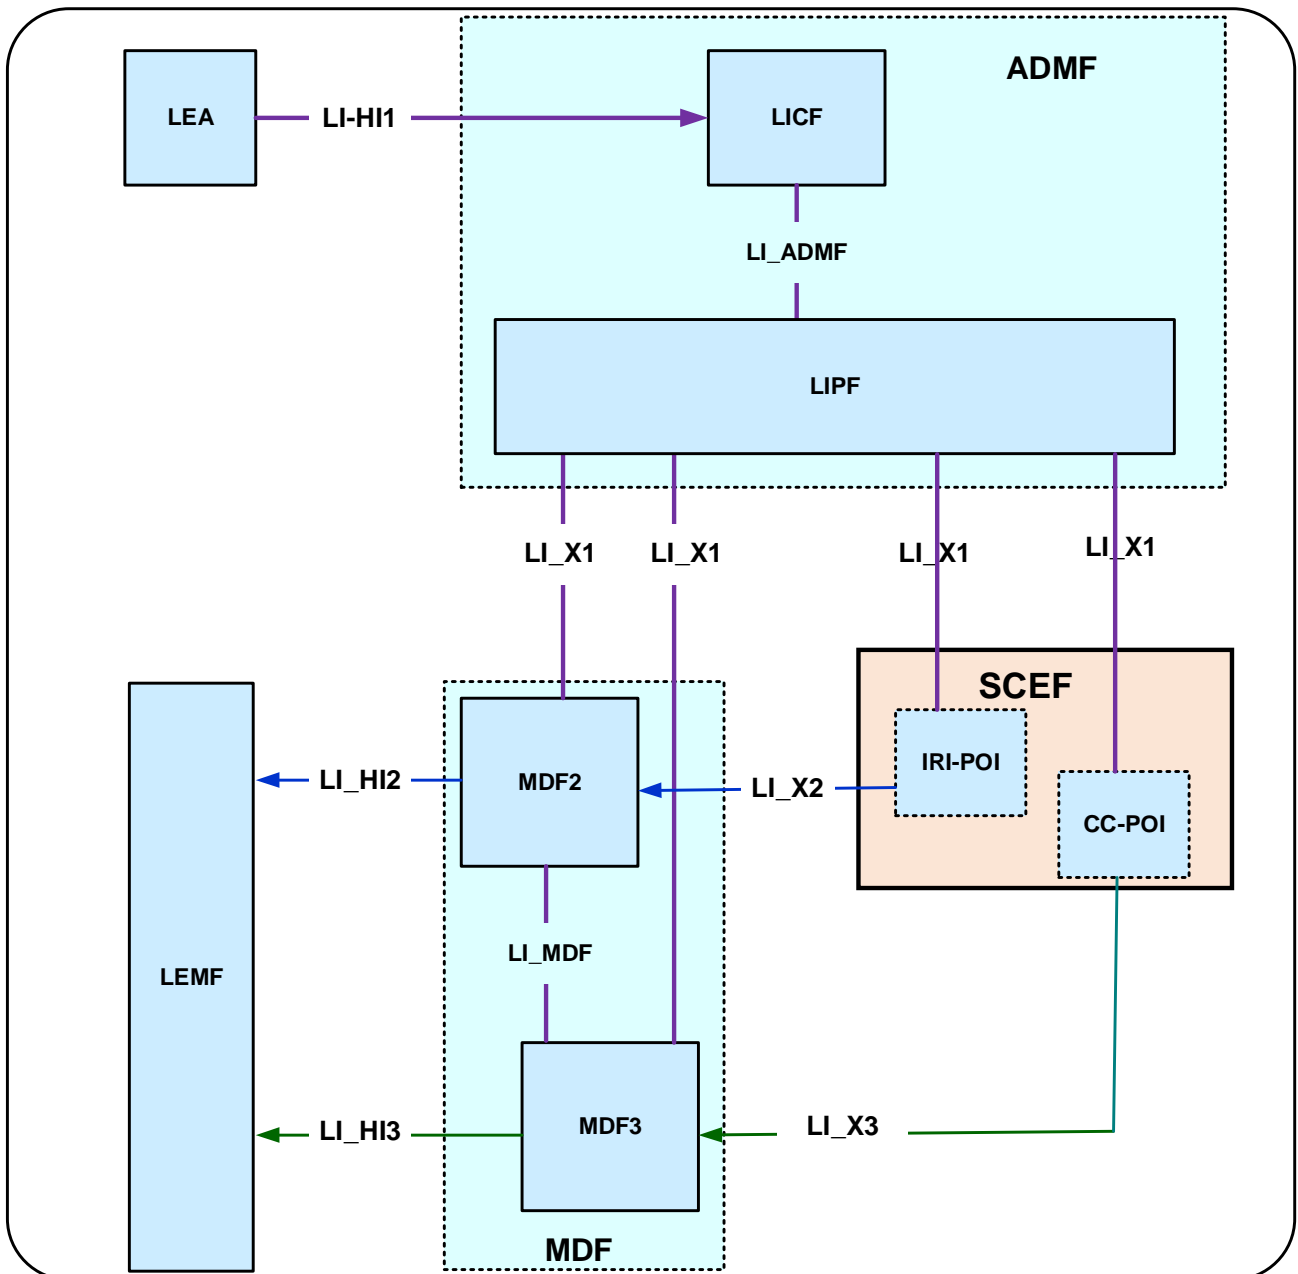 ADMF
LEA
LI-HI1
LICF
LI_ADMF
LIPF
LI_X1
LI_X1
LI_X1
LI_X1
SCEF
IRI-POI
MDF2
LI_HI2
LI_X2
CC-POI
LI_MDF
LEMF
MDF3
LI_HI3
LI_X3
MDF